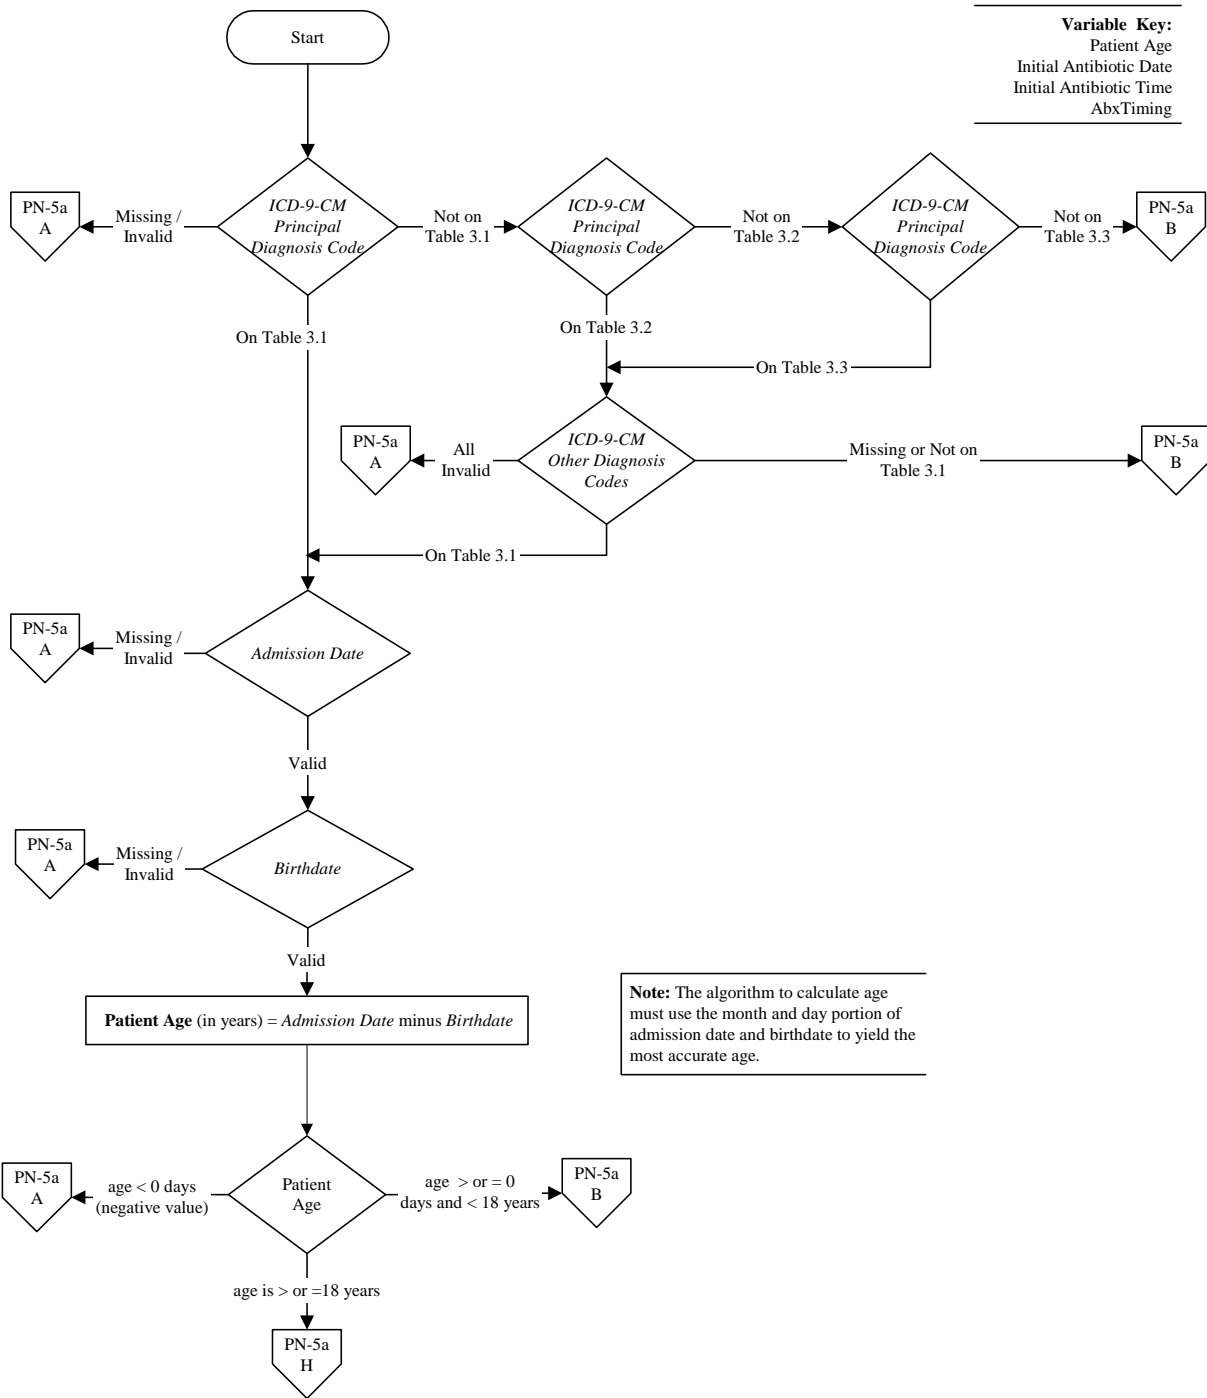 Start
Variable Key:
Patient Age
Initial Antibiotic Date
Initial Antibiotic Time
AbxTiming
PN-5a
A
Missing /
Invalid
ICD-9-CM
Principal
Diagnosis Code
Not on
Table 3.1
ICD-9-CM
Principal
Diagnosis Code
Not on
Table 3.2
ICD-9-CM
Principal
Diagnosis Code
Not on
Table 3.3
PN-5a
B
On Table 3.1
On Table 3.2
On Table 3.3
PN-5a
A
All
Invalid
ICD-9-CM
Other Diagnosis
Codes
Missing or Not on
Table 3.1
PN-5a
B
On Table 3.1
PN-5a
A
Missing /
Invalid
Admission Date
Valid
PN-5a
A
Missing /
Invalid
Birthdate
Valid
Patient Age (in years) = Admission Date minus Birthdate
Note: The algorithm to calculate age
must use the month and day portion of
admission date and birthdate to yield the
most accurate age.
PN-5a
A
age < 0 days
(negative value)
Patient
Age
age > or = 0
days and < 18 years
PN-5a
B
age is > or =18 years
PN-5a
H